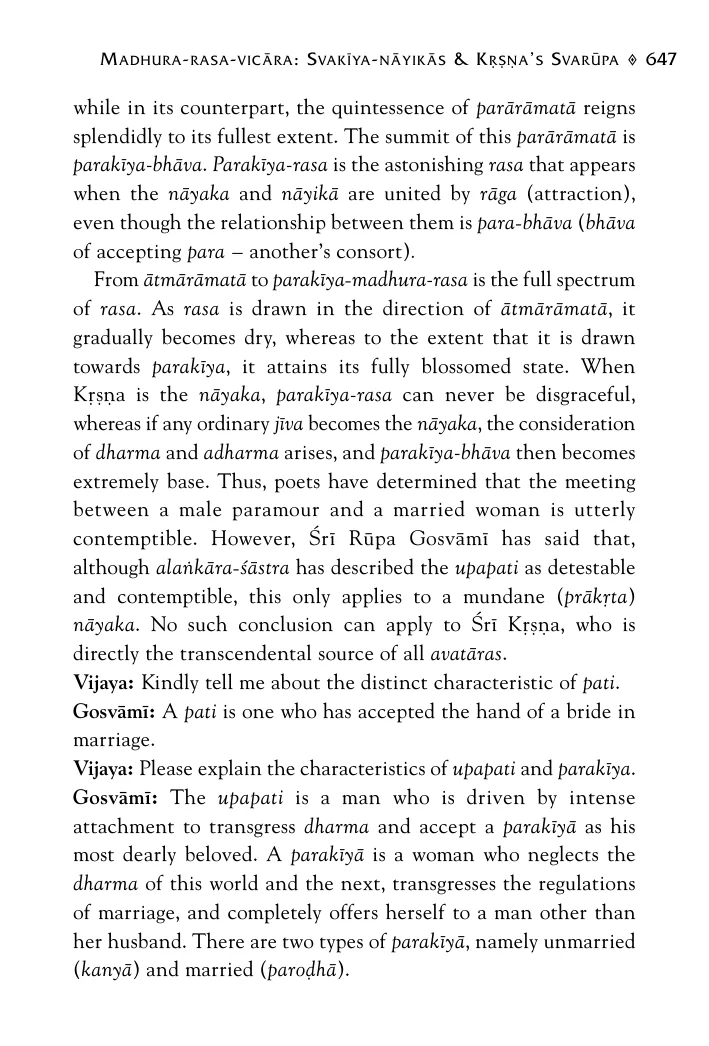 MADHURA-RASA-VICĀRA: SVAKĪYA-NĀYIKĀS & KṚṢṆA'S SVARŪPA ◊ 647
while in its counterpart, the quintessence of parārāmatā reigns
splendidly to its fullest extent. The summit of this parārāmatā is
parakīya-bhāva. Parakīya-rasa is the astonishing rasa that appears
when the nāyaka and nāyikā are united by rāga (attraction),
even though the relationship between them is para-bhāva (bhāva
of accepting para – another's consort).
From ātmārāmatā to parakīya-madhura-rasa is the full spectrum
of rasa. As rasa is drawn in the direction of ātmārāmatā, it
gradually becomes dry, whereas to the extent that it is drawn
towards parakīya, it attains its fully blossomed state. When
Kṛṣṇa is the nāyaka, parakīya-rasa can never be disgraceful,
whereas if any ordinary jīva becomes the nāyaka, the consideration
of dharma and adharma arises, and parakīya-bhāva then becomes
extremely base. Thus, poets have determined that the meeting
between a male paramour and a married woman is utterly
contemptible. However, Śrī Rūpa Gosvāmī has said that,
although alaṅkāra-śāstra has described the upapati as detestable
and contemptible, this only applies to a mundane (prākṛta)
nāyaka. No such conclusion can apply to Śrī Kṛṣṇa, who is
directly the transcendental source of all avatāras.
Vijaya: Kindly tell me about the distinct characteristic of pati.
Gosvāmī: A pati is one who has accepted the hand of a bride in
marriage.
Vijaya: Please explain the characteristics of upapati and parakīya.
Gosvāmī: The upapati is a man who is driven by intense
attachment to transgress dharma and accept a parakīyā as his
most dearly beloved. A parakīyā is a woman who neglects the
dharma of this world and the next, transgresses the regulations
of marriage, and completely offers herself to a man other than
her husband. There are two types of parakīyā, namely unmarried
(kanyā) and married (paroḍhā).